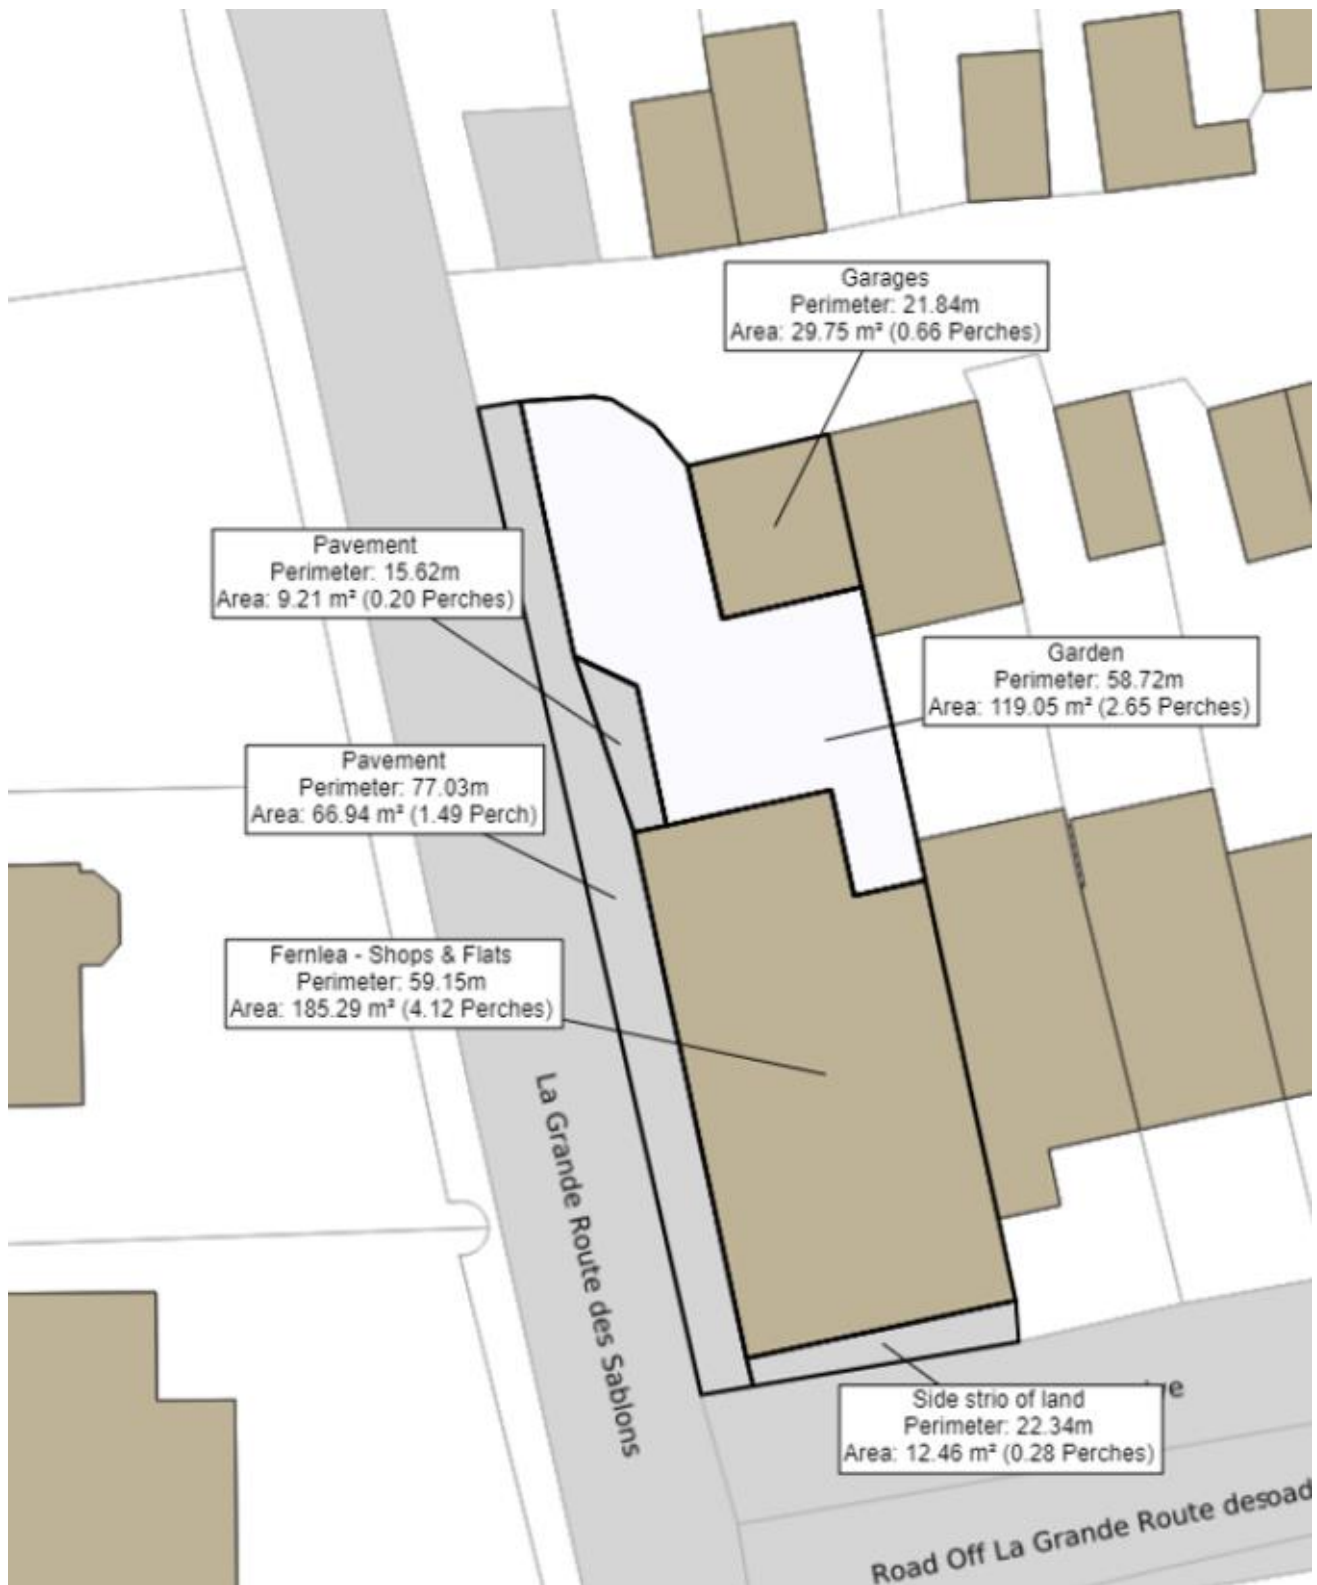 Garages
Perimeter: 21.84m
Area: 29.75 m² (0.66 Perches)
Pavement
Perimeter: 15.62m
Area: 9.21 m² (0.20 Perches)
Garden
Perimeter: 58.72m
Area: 119.05 m² (2.65 Perches)
Pavement
Perimeter: 77.03m
Area: 66.94 m² (1.49 Perch)
Fernlea - Shops & Flats
Perimeter: 59.15m
Area: 185.29 m² (4.12 Perches)
La Grande Route des Sablons
Side strio of land
Perimeter: 22.34m
Area: 12.46 m² (0.28 Perches)
Road Off La Grande Route des